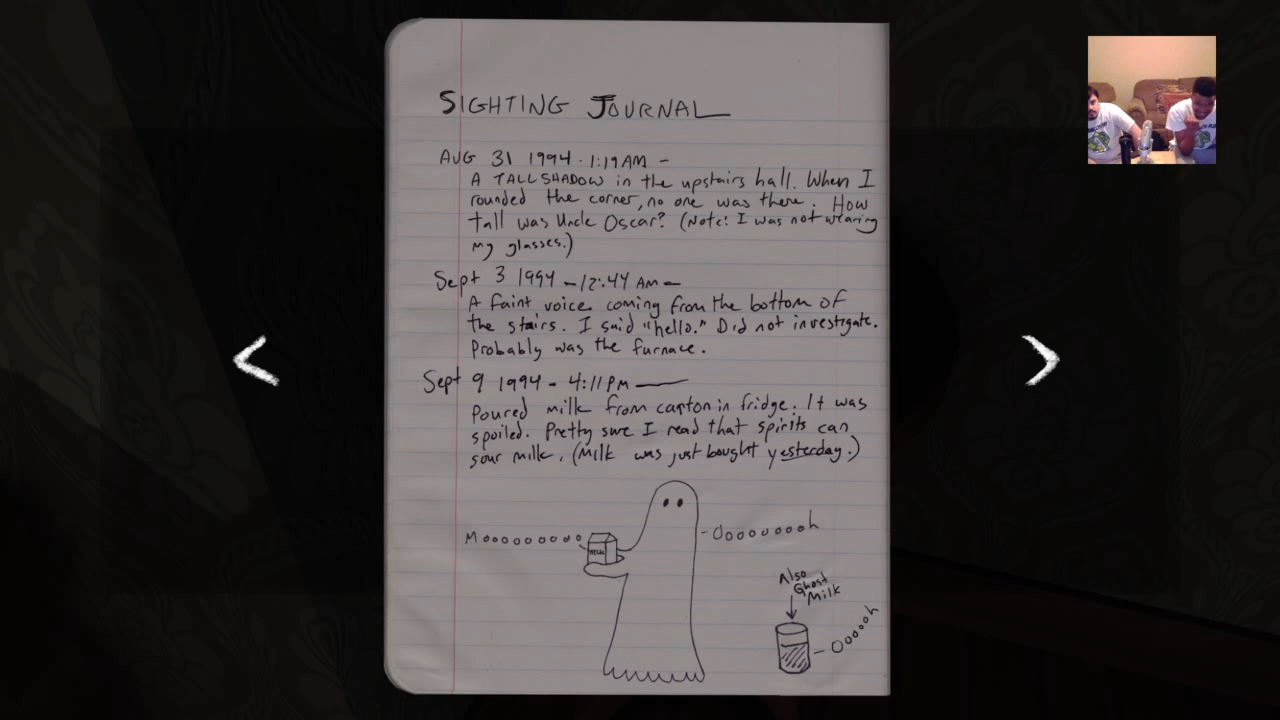 SIGHTING JOURNAL
AUG 31 1994 - 1:19 AM -
A TALL SHADOW in the upstairs hall. When I
rounded the corner, no one was there. How
tall was Uncle Oscar? (Note: I was not wearing
my glasses.)
Sept 3 1994 - 12:44 AM -
A faint voice coming from the bottom of
the stairs. I said "hello." Did not investigate.
Probably was the furnace.
Sept 9 1994 - 4:11 PM -
Poured milk from carton in fridge. It was
spoiled. Pretty sure I read that spirits can
sour milk. (Milk was just bought yesterday.)
Mooooooooo
MILK
- Ooooooooh
Also
Ghost
Milk
- Oooooh